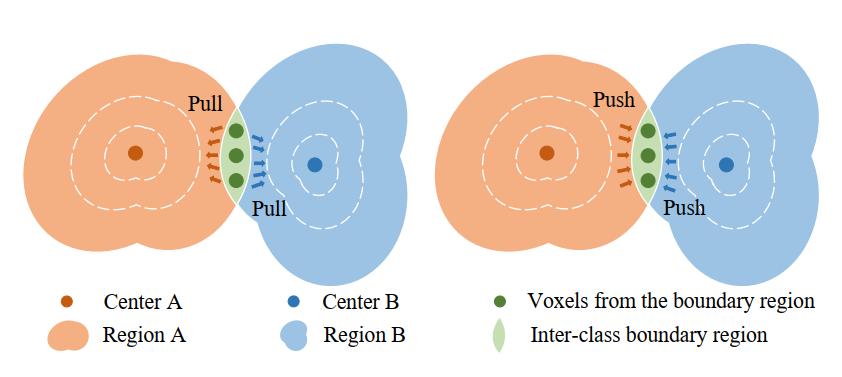 Pull
Pull
Push
Push
Center A
Center B
Voxels from the boundary region
Region A
Region B
Inter-class boundary region